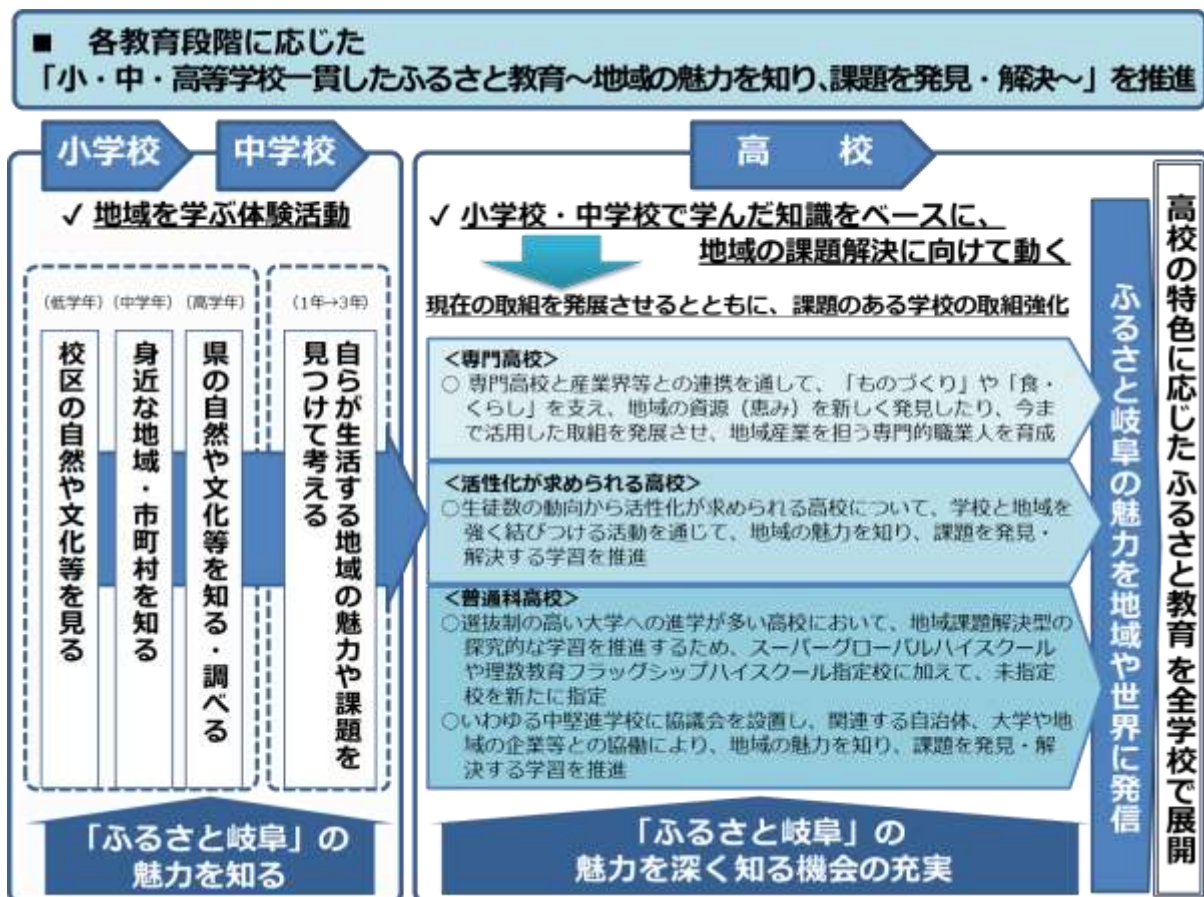 ■ 各教育段階に応じた
「小・中・高等学校一貫したふるさと教育～地域の魅力を知り、課題を発見・解決～」を推進
小学校
中学校
✓ 地域を学ぶ体験活動
（低学年）
（中学年）
（高学年）
（1年→3年）
校区の自然や文化等を見る
身近な地域・市町村を知る
県の自然や文化等を知る・調べる
自らが生活する地域の魅力や課題を
見つけて考える
「ふるさと岐阜」の
魅力を知る
高 校
✓ 小学校・中学校で学んだ知識をベースに、
地域の課題解決に向けて動く
現在の取組を発展させるとともに、課題のある学校の取組強化
＜専門高校＞
○ 専門高校と産業界等との連携を通して、「ものづくり」や「食・
くらし」を支え、地域の資源（恵み）を新しく発見したり、今ま
で活用した取組を発展させ、地域産業を担う専門的職業人を育成
＜活性化が求められる高校＞
○生徒数の動向から活性化が求められる高校について、学校と地域を
強く結びつける活動を通じて、地域の魅力を知り、課題を発見・
解決する学習を推進
＜普通科高校＞
○選抜制の高い大学への進学が多い高校において、地域課題解決型の
探究的な学習を推進するため、スーパーグローバルハイスクール
や理数教育フラッグシップハイスクール指定校に加えて、未指定
校を新たに指定
○いわゆる中堅進学校に協議会を設置し、関連する自治体、大学や地
域の企業等との協働により、地域の魅力を知り、課題を発見・解
決する学習を推進
「ふるさと岐阜」の
魅力を深く知る機会の充実
ふるさと岐阜の魅力を地域や世界に発信
高校の特色に応じた ふるさと教育 を全学校で展開